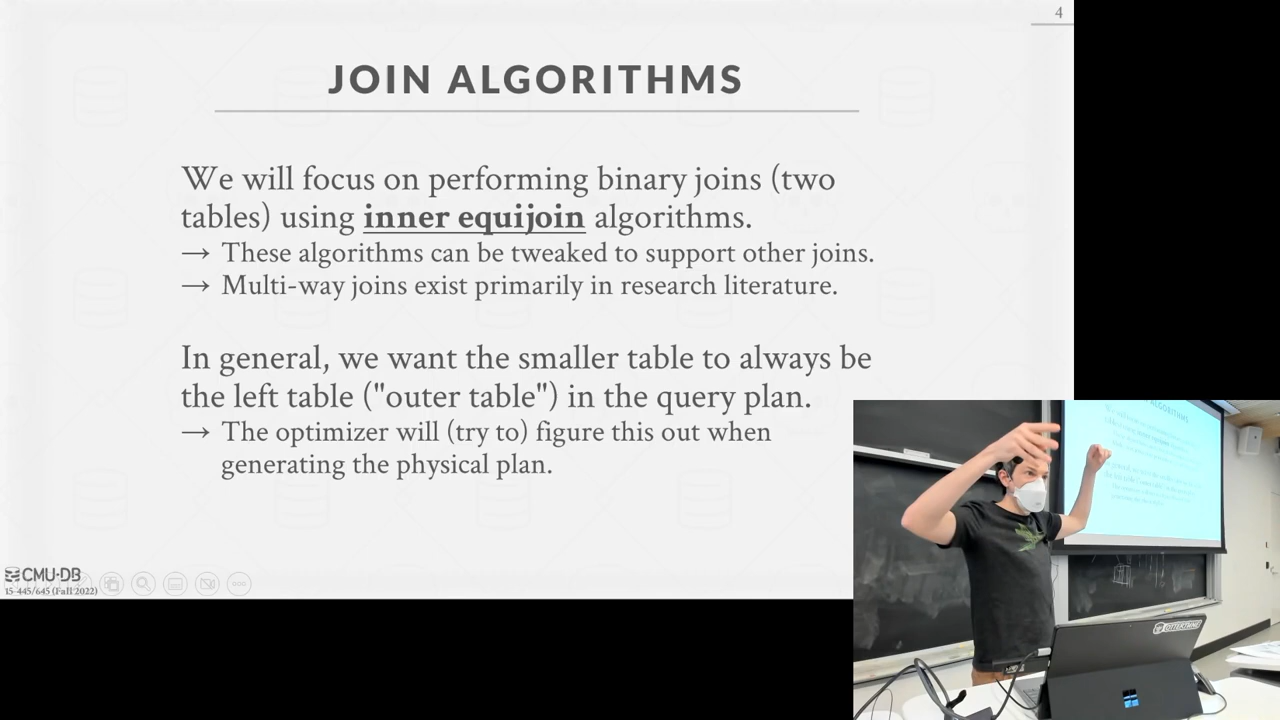 4
JOIN ALGORITHMS
We will focus on performing binary joins (two
tables) using inner equijoin algorithms.
→ These algorithms can be tweaked to support other joins.
→ Multi-way joins exist primarily in research literature.
In general, we want the smaller table to always be
the left table ("outer table") in the query plan.
→ The optimizer will (try to) figure this out when
generating the physical plan.
CMU·DB
15-445/645 (Fall 2022)
OTTERTUNE